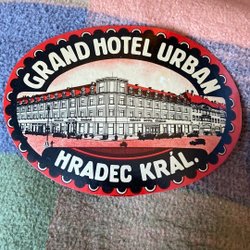 GRAND HOTEL URBAN
HRADEC KRÁL.